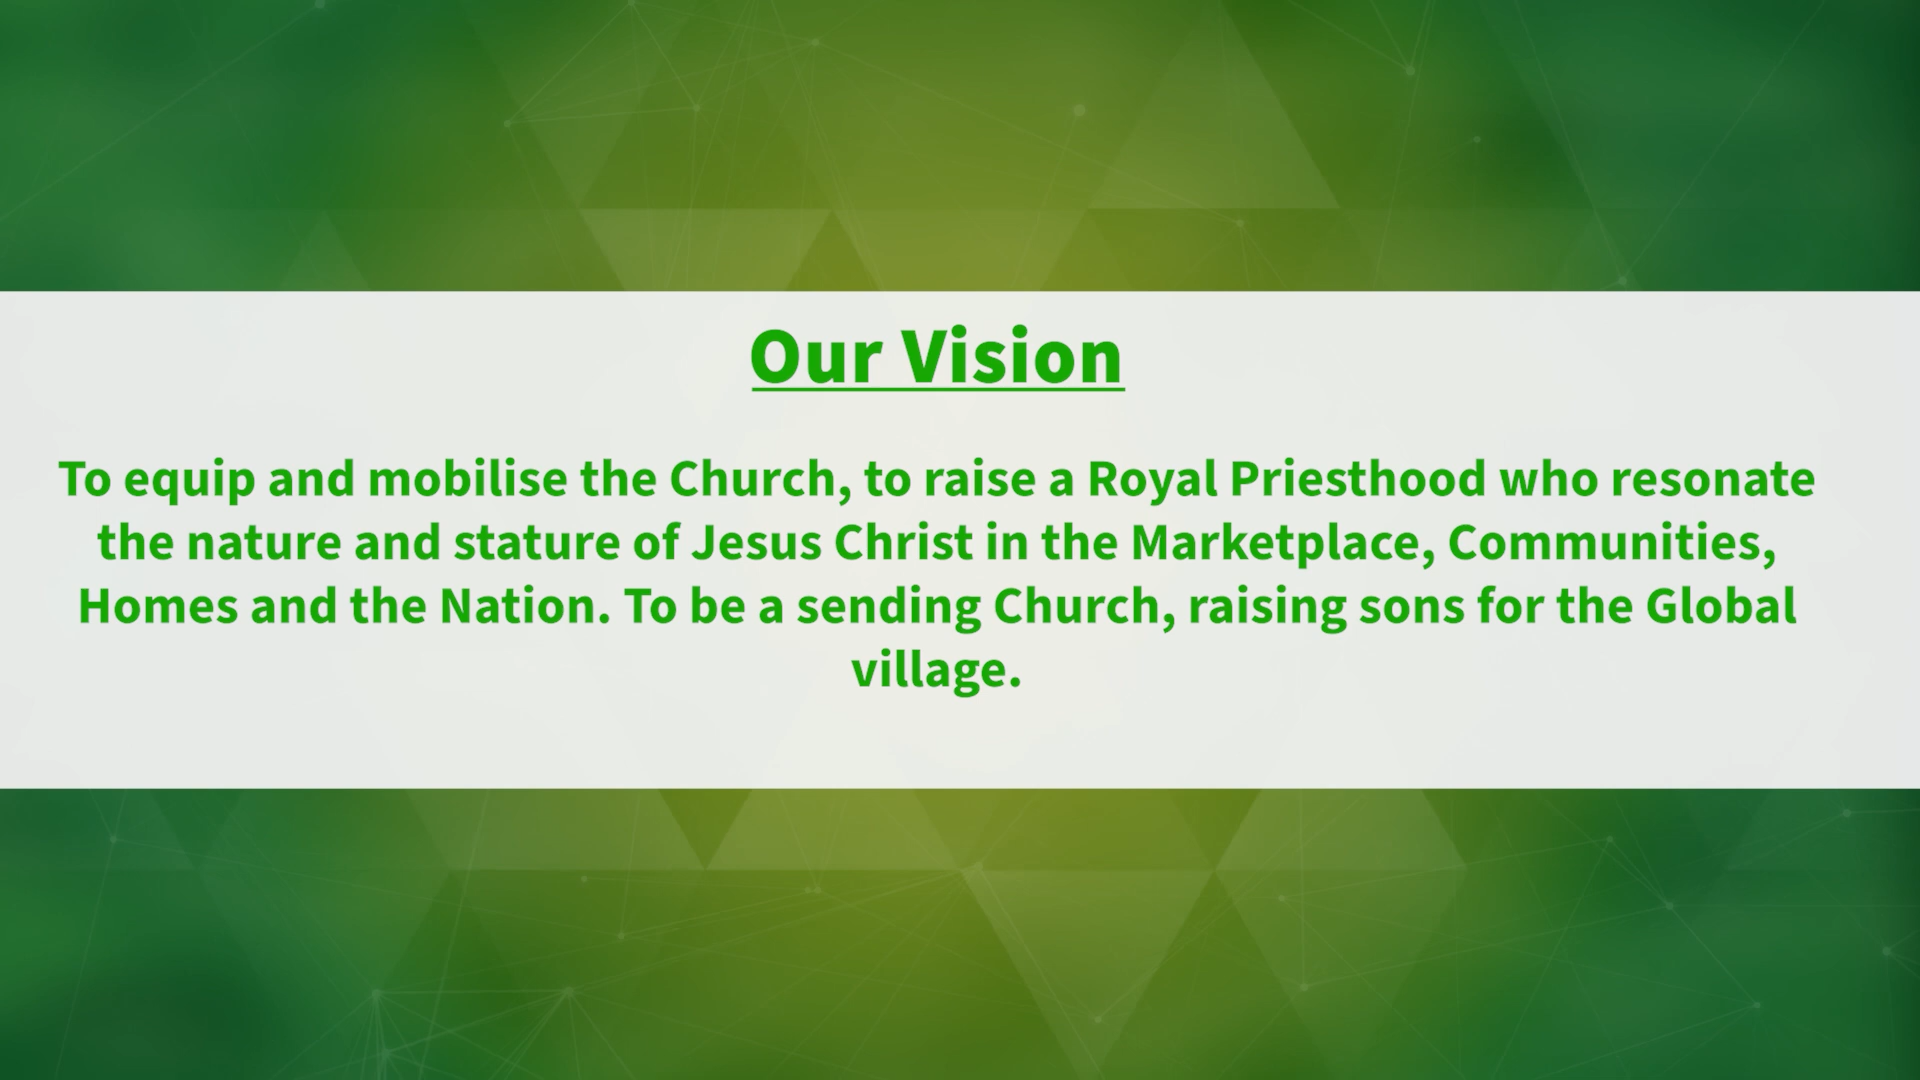 Our Vision
To equip and mobilise the Church, to raise a Royal Priesthood who resonate
the nature and stature of Jesus Christ in the Marketplace, Communities,
Homes and the Nation. To be a sending Church, raising sons for the Global
village.